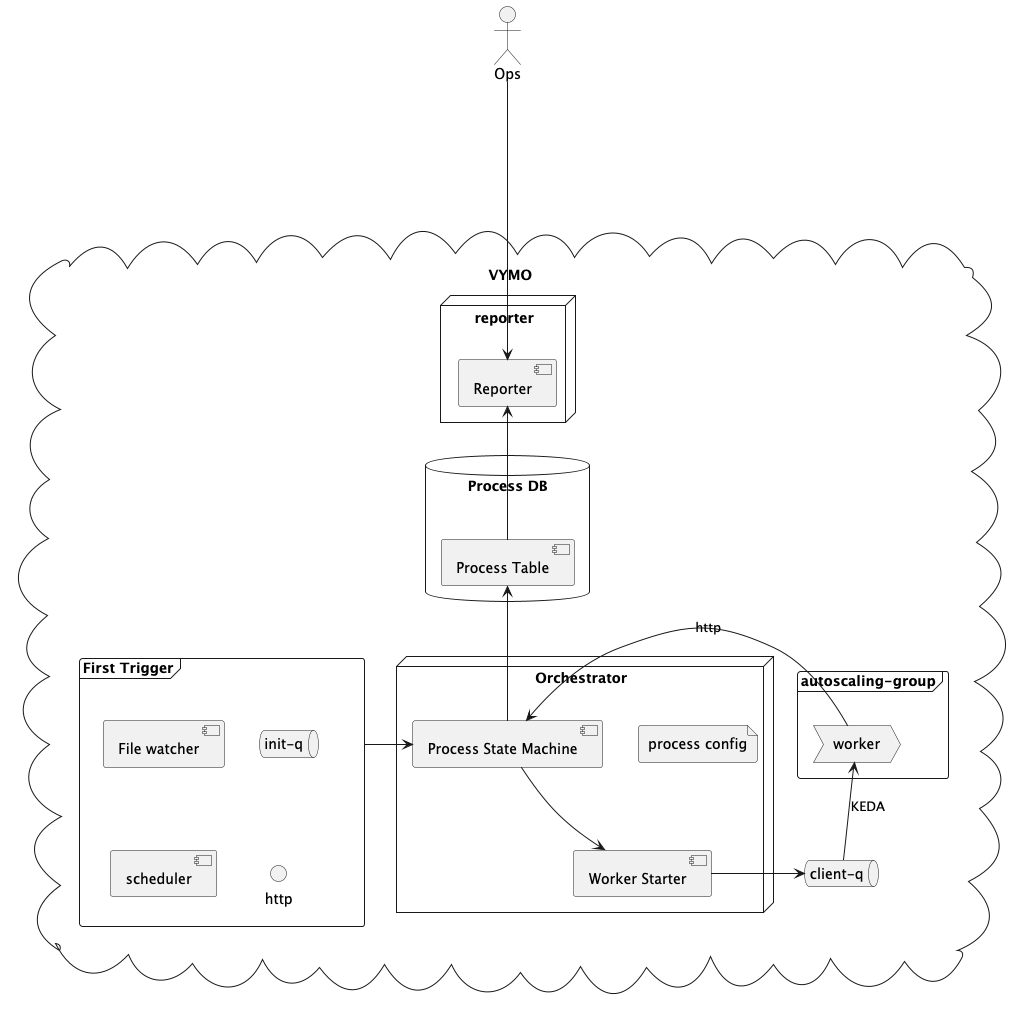 Ops
VYMO
reporter
Reporter
Process DB
Process Table
http
First Trigger
File watcher
init-q
scheduler
http
Orchestrator
Process State Machine
process config
Worker Starter
autoscaling-group
worker
KEDA
client-q